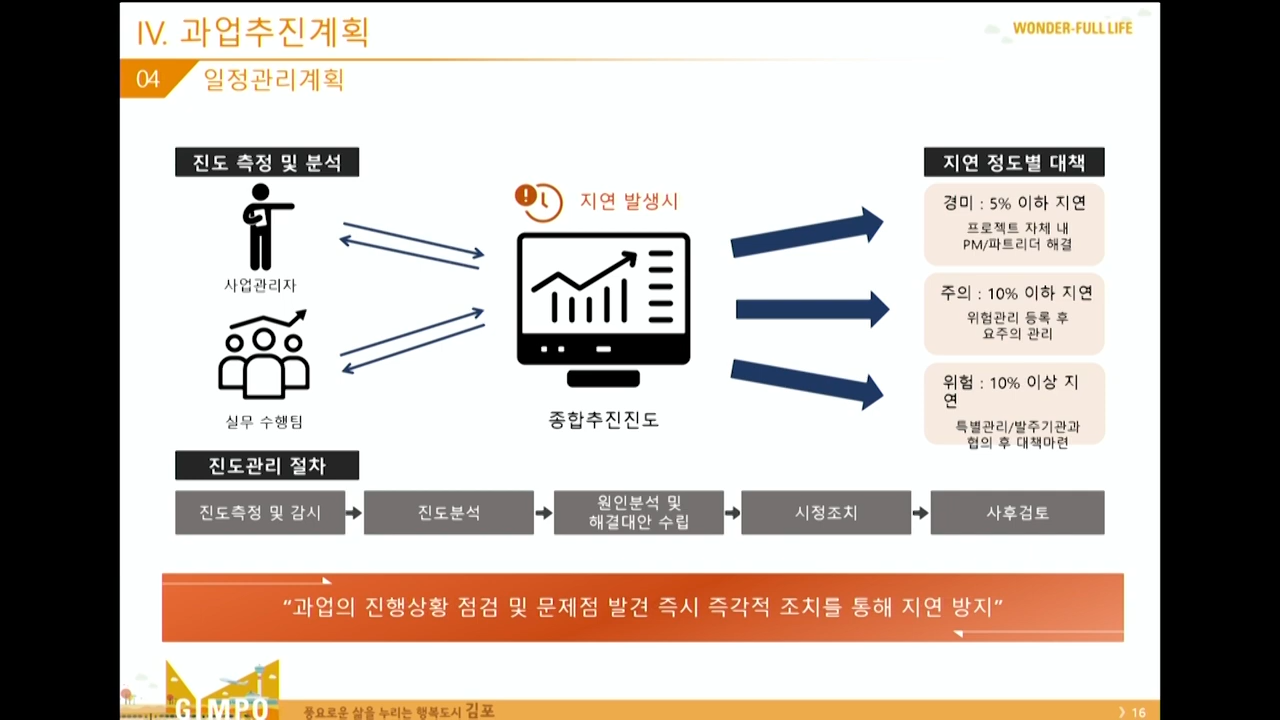 IV. 과업추진계획
WONDER-FULL LIFE
04
일정관리계획
진도 측정 및 분석
사업관리자
실무 수행팀
지연 발생시
종합추진진도
지연 정도별 대책
경미 : 5% 이하 지연
프로젝트 자체 내
PM/파트리더 해결
주의 : 10% 이하 지연
위험관리 등록 후
요주의 관리
위험 : 10% 이상 지
연
특별관리/발주기관과
협의 후 대책마련
진도관리 절차
진도측정 및 감시
진도분석
원인분석 및
해결대안 수립
시정조치
사후검토
“과업의 진행상황 점검 및 문제점 발견 즉시 즉각적 조치를 통해 지연 방지”
GIMPO
풍요로운 삶을 누리는 행복도시 김포
》16